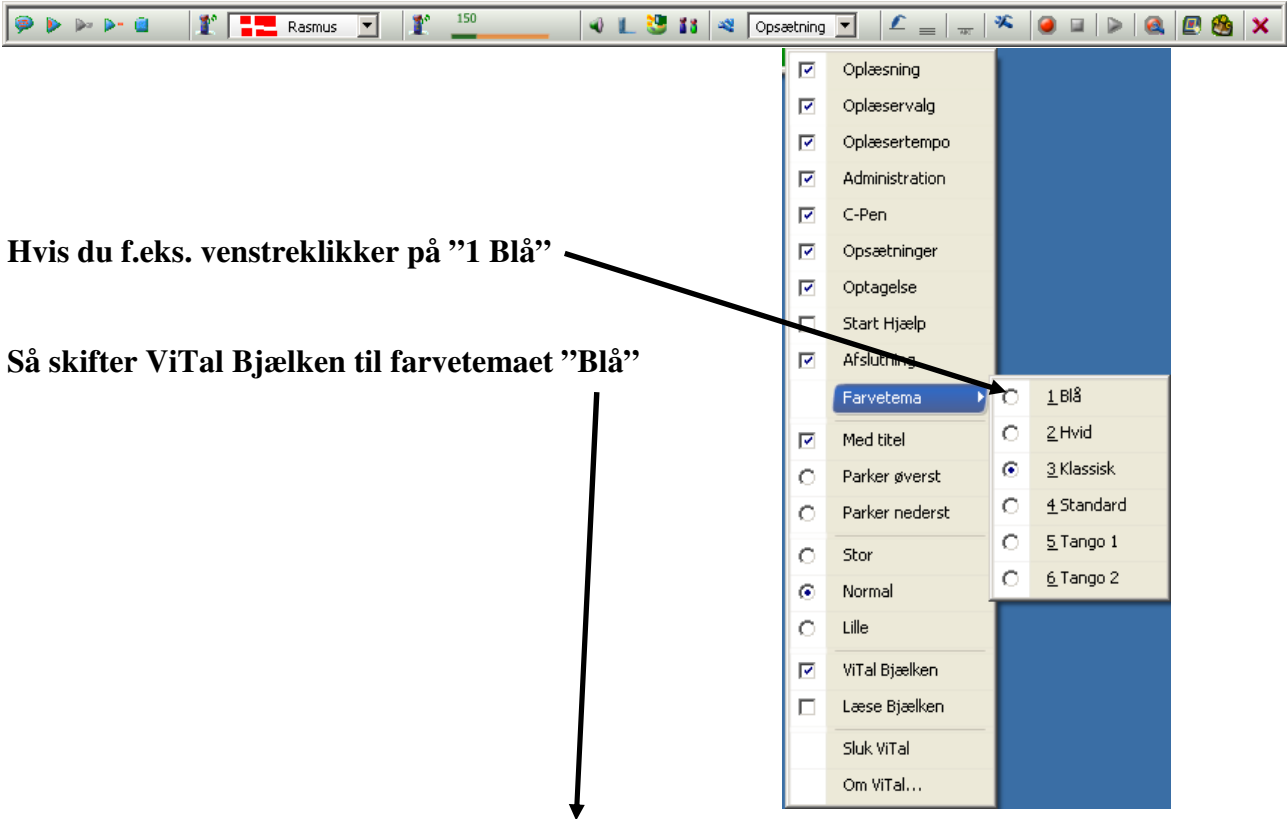 Rasmus
150
Opsætning
ABC
Oplæsning
Oplæservalg
Oplæsertempo
Administration
C-Pen
Hvis du f.eks. venstreklikker på ”1 Blå”
Opsætninger
Optagelse
Start Hjælp
Så skifter ViTal Bjælken til farvetemaet ”Blå”
Afslutning
Farvetema
1 Blå
2 Hvid
3 Klassisk
4 Standard
5 Tango 1
6 Tango 2
Med titel
Parker øverst
Parker nederst
Stor
Normal
Lille
ViTal Bjælken
Læse Bjælken
Sluk ViTal
Om ViTal...